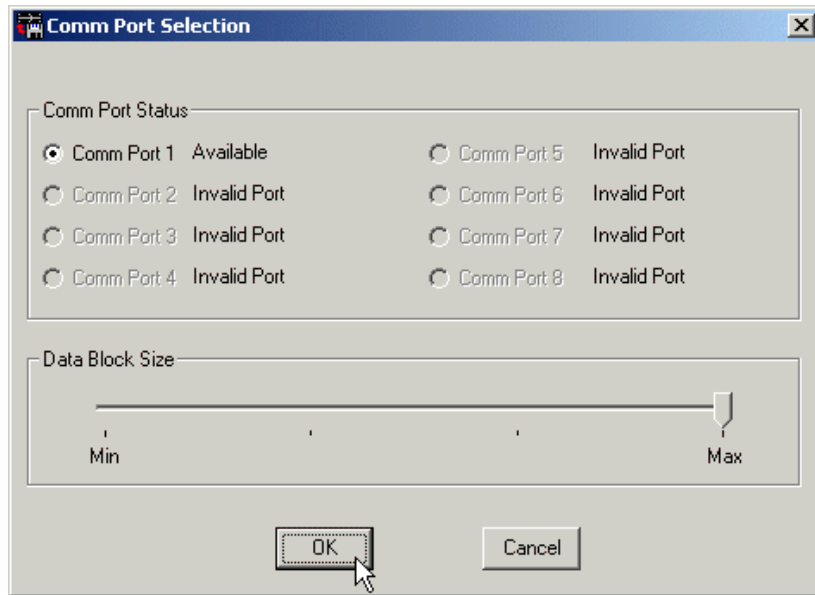 Comm Port Selection
Comm Port Status
Comm Port 1 Available
Comm Port 2 Invalid Port
Comm Port 3 Invalid Port
Comm Port 4 Invalid Port
Comm Port 5 Invalid Port
Comm Port 6 Invalid Port
Comm Port 7 Invalid Port
Comm Port 8 Invalid Port
Data Block Size
Min
Max
OK
Cancel